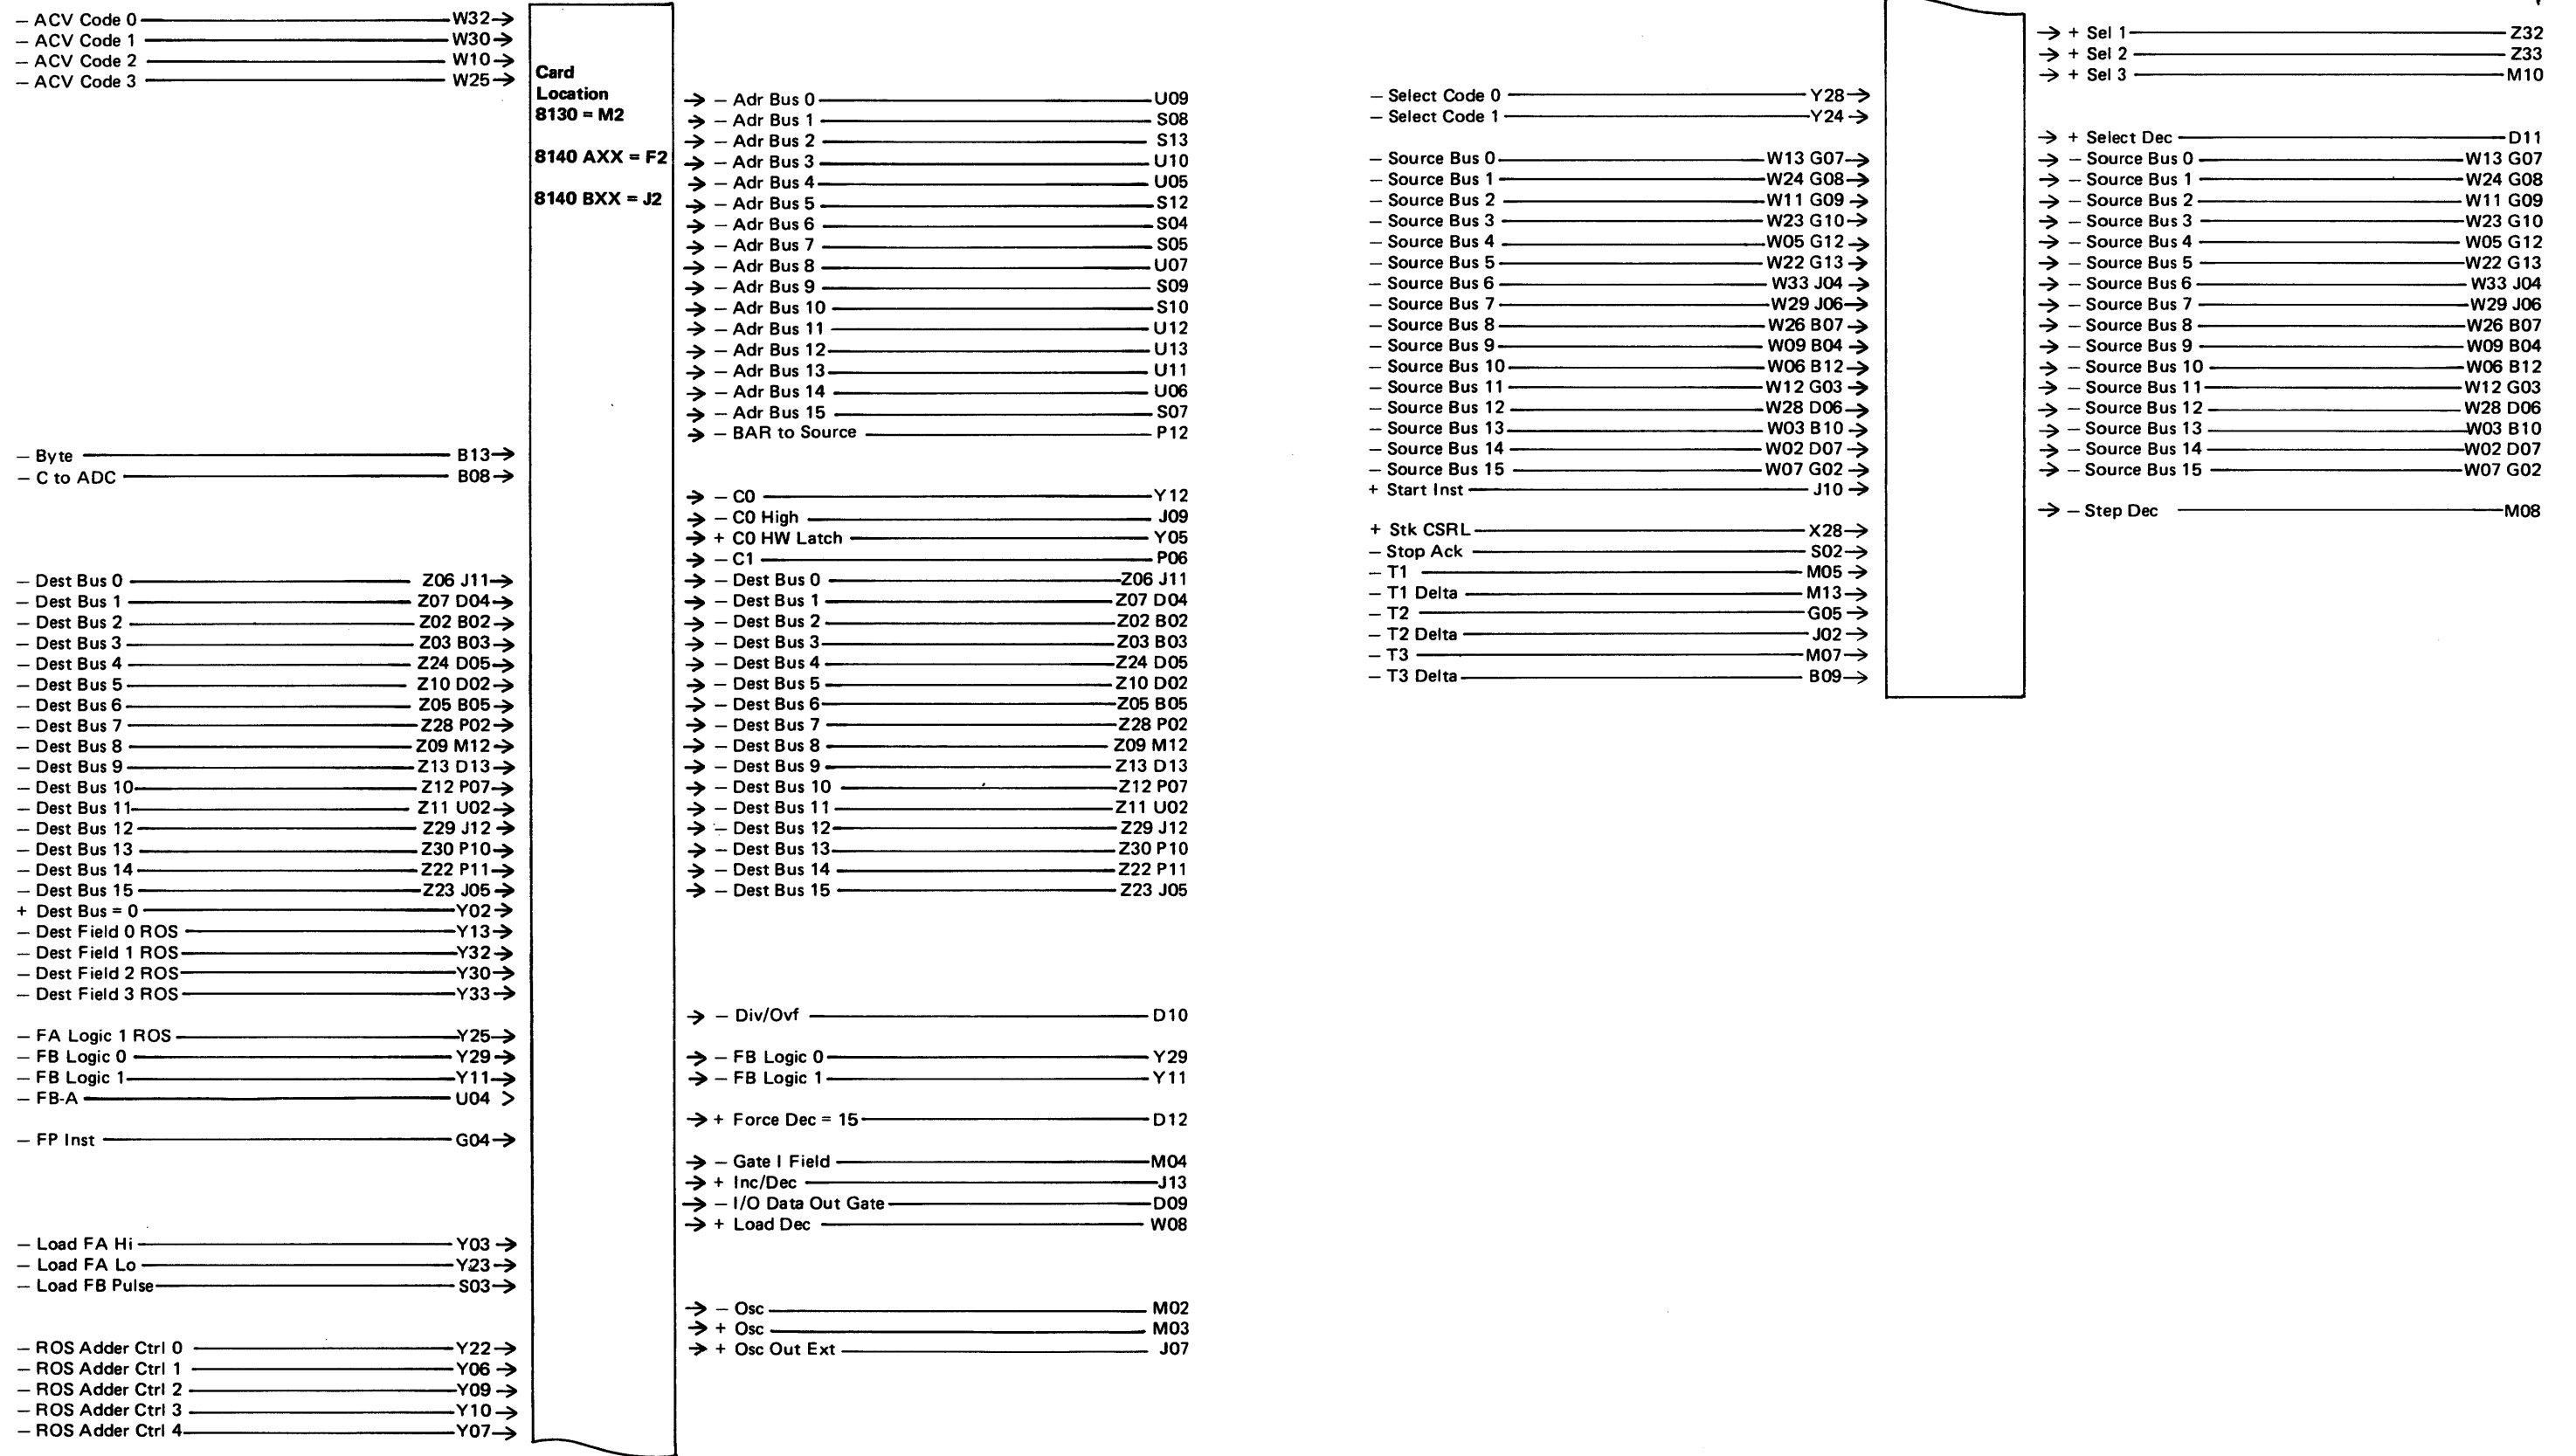 — ACV Code 0 W32
— ACV Code 1 W30
— ACV Code 2 W10
— ACV Code 3 W25
— Byte B13
— C to ADC B08
— Dest Bus 0 Z06 J11
— Dest Bus 1 Z07 D04
— Dest Bus 2 Z02 B02
— Dest Bus 3 Z03 B03
— Dest Bus 4 Z24 D05
— Dest Bus 5 Z10 D02
— Dest Bus 6 Z05 B05
— Dest Bus 7 Z28 P02
— Dest Bus 8 Z09 M12
— Dest Bus 9 Z13 D13
— Dest Bus 10 Z12 P07
— Dest Bus 11 Z11 U02
— Dest Bus 12 Z29 J12
— Dest Bus 13 Z30 P10
— Dest Bus 14 Z22 P11
— Dest Bus 15 Z23 J05
+ Dest Bus = 0 Y02
— Dest Field 0 ROS Y13
— Dest Field 1 ROS Y32
— Dest Field 2 ROS Y30
— Dest Field 3 ROS Y33
— FA Logic 1 ROS Y25
— FB Logic 0 Y29
— FB Logic 1 Y11
— FB-A U04
— FP Inst G04
— Load FA Hi Y03
— Load FA Lo Y23
— Load FB Pulse S03
— ROS Adder Ctrl 0 Y22
— ROS Adder Ctrl 1 Y06
— ROS Adder Ctrl 2 Y09
— ROS Adder Ctrl 3 Y10
— ROS Adder Ctrl 4 Y07
Card
Location
8130 = M2
8140 AXX = F2
8140 BXX = J2
— Adr Bus 0 U09
— Adr Bus 1 S08
— Adr Bus 2 S13
— Adr Bus 3 U10
— Adr Bus 4 U05
— Adr Bus 5 S12
— Adr Bus 6 S04
— Adr Bus 7 S05
— Adr Bus 8 U07
— Adr Bus 9 S09
— Adr Bus 10 S10
— Adr Bus 11 U12
— Adr Bus 12 U13
— Adr Bus 13 U11
— Adr Bus 14 U06
— Adr Bus 15 S07
— BAR to Source P12
— C0 Y12
— C0 High J09
+ C0 HW Latch Y05
— C1 P06
— Dest Bus 0 Z06 J11
— Dest Bus 1 Z07 D04
— Dest Bus 2 Z02 B02
— Dest Bus 3 Z03 B03
— Dest Bus 4 Z24 D05
— Dest Bus 5 Z10 D02
— Dest Bus 6 Z05 B05
— Dest Bus 7 Z28 P02
— Dest Bus 8 Z09 M12
— Dest Bus 9 Z13 D13
— Dest Bus 10 Z12 P07
— Dest Bus 11 Z11 U02
— Dest Bus 12 Z29 J12
— Dest Bus 13 Z30 P10
— Dest Bus 14 Z22 P11
— Dest Bus 15 Z23 J05
— Div/Ovf D10
— FB Logic 0 Y29
— FB Logic 1 Y11
+ Force Dec = 15 D12
— Gate I Field M04
+ Inc/Dec J13
— I/O Data Out Gate D09
+ Load Dec W08
— Osc M02
+ Osc M03
+ Osc Out Ext J07
— Select Code 0 Y28
— Select Code 1 Y24
— Source Bus 0 W13 G07
— Source Bus 1 W24 G08
— Source Bus 2 W11 G09
— Source Bus 3 W23 G10
— Source Bus 4 W05 G12
— Source Bus 5 W22 G13
— Source Bus 6 W33 J04
— Source Bus 7 W29 J06
— Source Bus 8 W26 B07
— Source Bus 9 W09 B04
— Source Bus 10 W06 B12
— Source Bus 11 W12 G03
— Source Bus 12 W28 D06
— Source Bus 13 W03 B10
— Source Bus 14 W02 D07
— Source Bus 15 W07 G02
+ Start Inst J10
+ Stk CSRL X28
— Stop Ack S02
— T1 M05
— T1 Delta M13
— T2 G05
— T2 Delta J02
— T3 M07
— T3 Delta B09
+ Sel 1 Z32
+ Sel 2 Z33
+ Sel 3 M10
+ Select Dec D11
— Source Bus 0 W13 G07
— Source Bus 1 W24 G08
— Source Bus 2 W11 G09
— Source Bus 3 W23 G10
— Source Bus 4 W05 G12
— Source Bus 5 W22 G13
— Source Bus 6 W33 J04
— Source Bus 7 W29 J06
— Source Bus 8 W26 B07
— Source Bus 9 W09 B04
— Source Bus 10 W06 B12
— Source Bus 11 W12 G03
— Source Bus 12 W28 D06
— Source Bus 13 W03 B10
— Source Bus 14 W02 D07
— Source Bus 15 W07 G02
— Step Dec M08